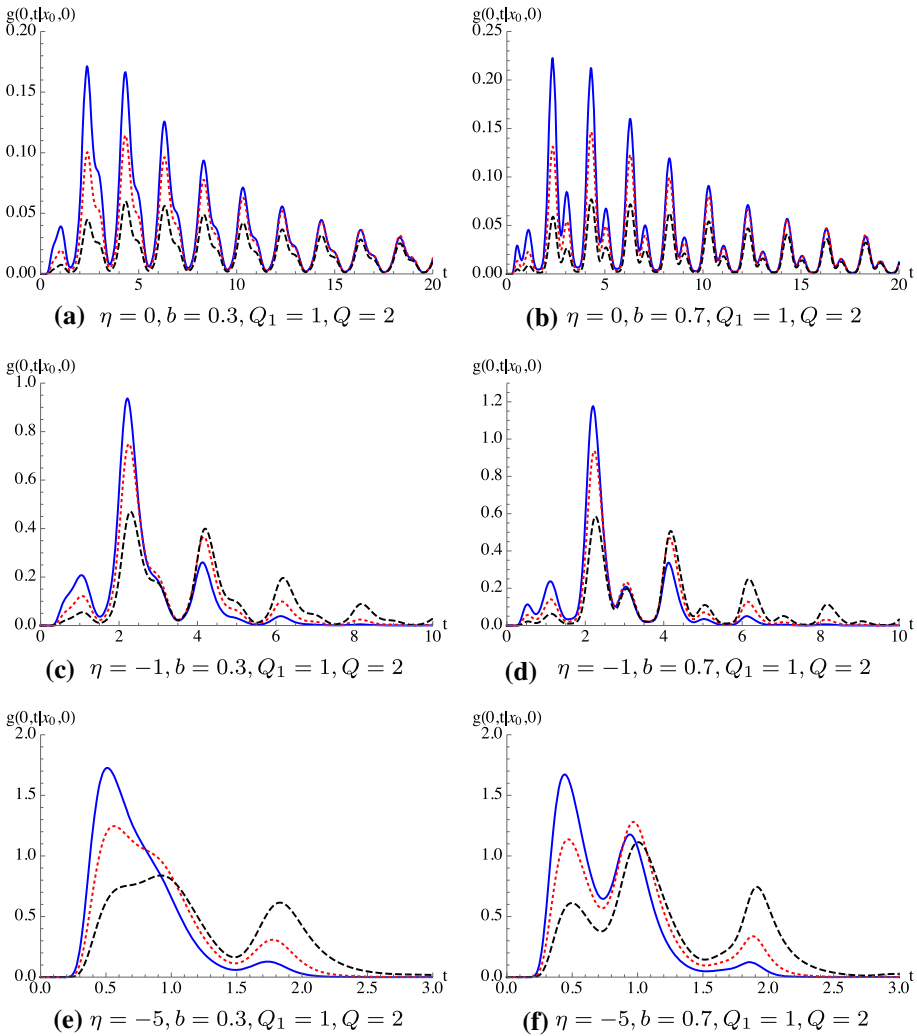 g(0,t|x₀,0)
0.20
0.15
0.10
0.05
0.00
0 5 10 15 20 t
(a) η = 0, b = 0.3, Q₁ = 1, Q = 2
g(0,t|x₀,0)
0.25
0.20
0.15
0.10
0.05
0.00
0 5 10 15 20 t
(b) η = 0, b = 0.7, Q₁ = 1, Q = 2
g(0,t|x₀,0)
1.0
0.8
0.6
0.4
0.2
0.0
0 2 4 6 8 10 t
(c) η = −1, b = 0.3, Q₁ = 1, Q = 2
g(0,t|x₀,0)
1.2
1.0
0.8
0.6
0.4
0.2
0.0
0 2 4 6 8 10 t
(d) η = −1, b = 0.7, Q₁ = 1, Q = 2
g(0,t|x₀,0)
2.0
1.5
1.0
0.5
0.0
0.0 0.5 1.0 1.5 2.0 2.5 3.0 t
(e) η = −5, b = 0.3, Q₁ = 1, Q = 2
g(0,t|x₀,0)
2.0
1.5
1.0
0.5
0.0
0.0 0.5 1.0 1.5 2.0 2.5 3.0 t
(f) η = −5, b = 0.7, Q₁ = 1, Q = 2